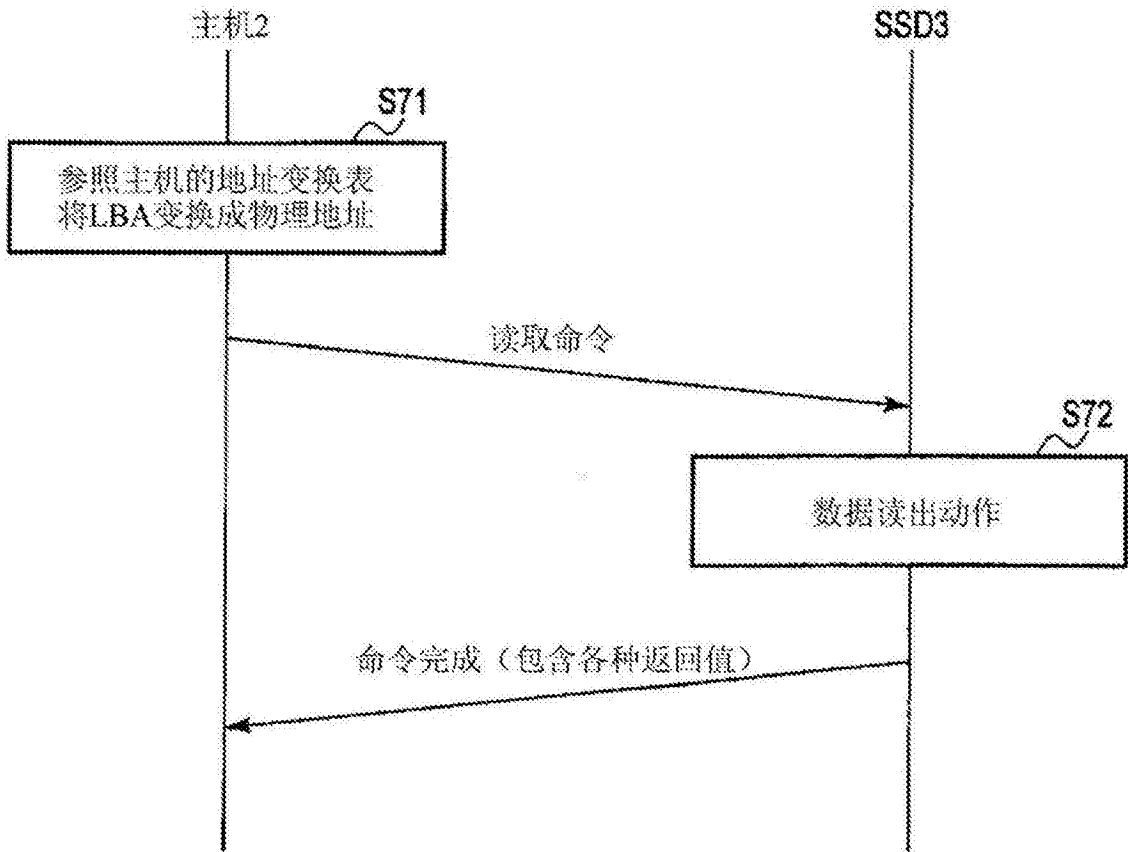 主机2
SSD3
S71
参照主机的地址变换表
将LBA变换成物理地址
读取命令
S72
数据读出动作
命令完成（包含各种返回值）